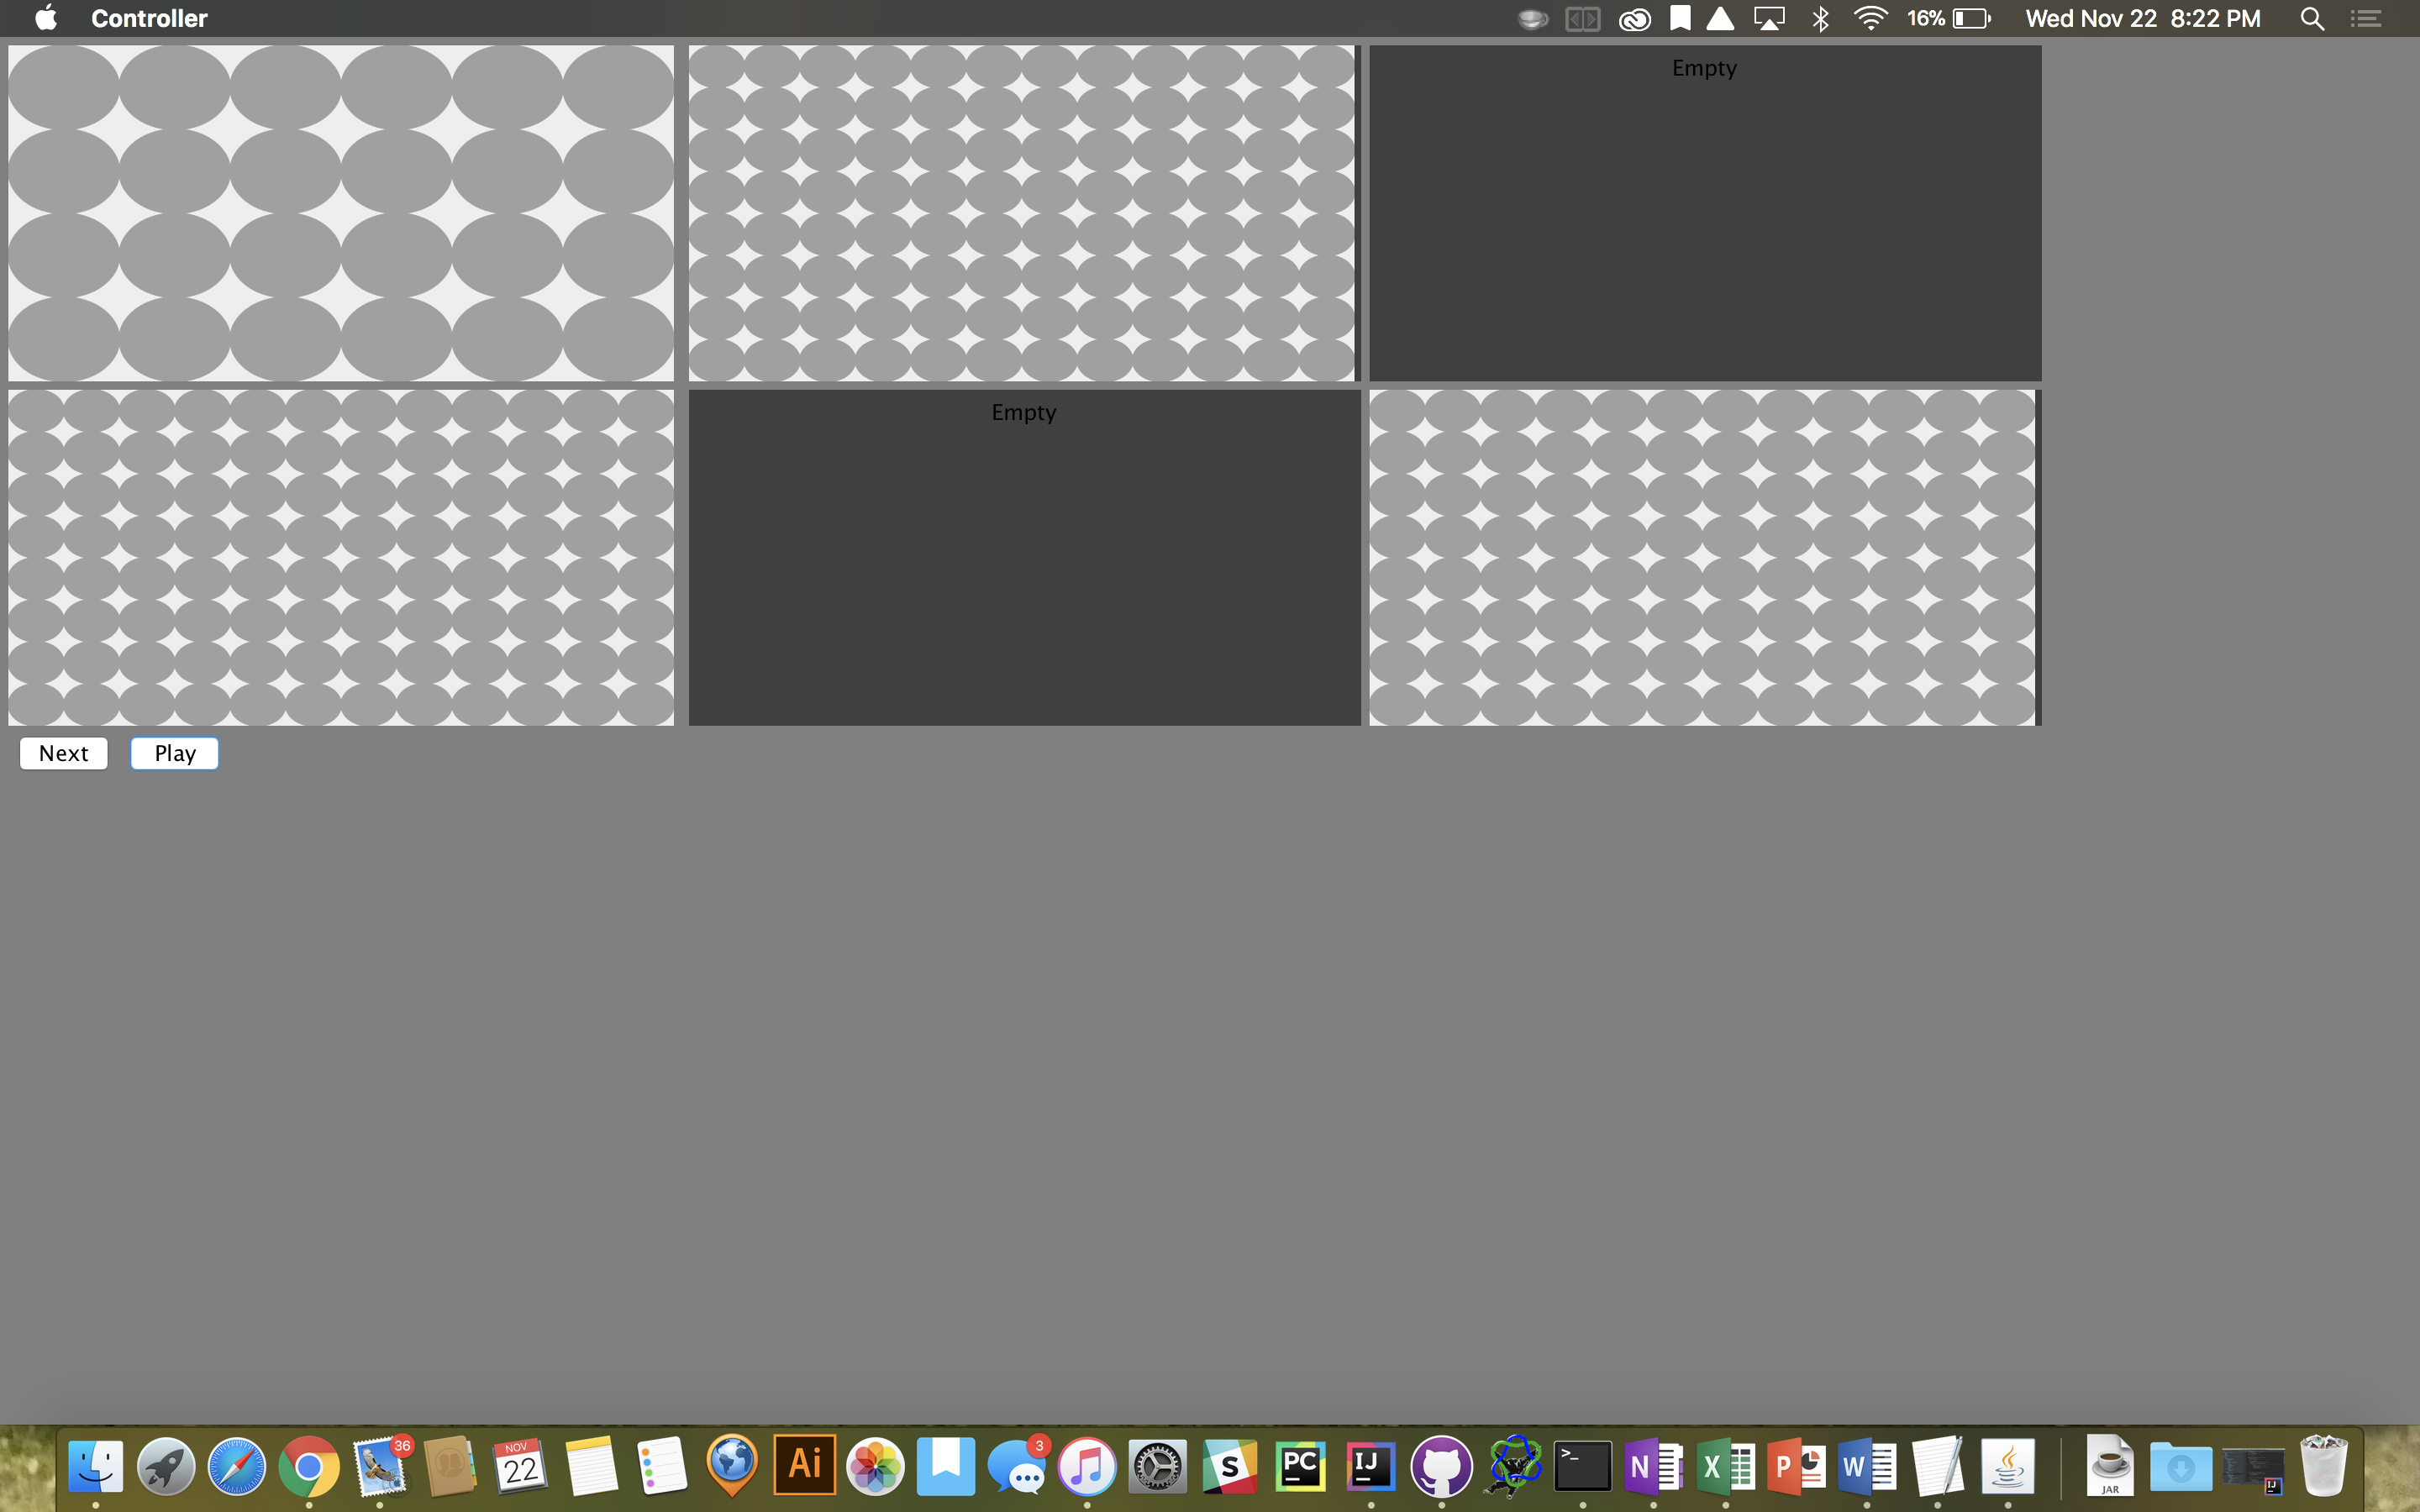 Controller
16%
Wed Nov 22 8:22 PM
Empty
Empty
Next
Play
36
NOV
22
Ai
3
S
PC
IJ
>_
N
X
P
W
JAR
IJ